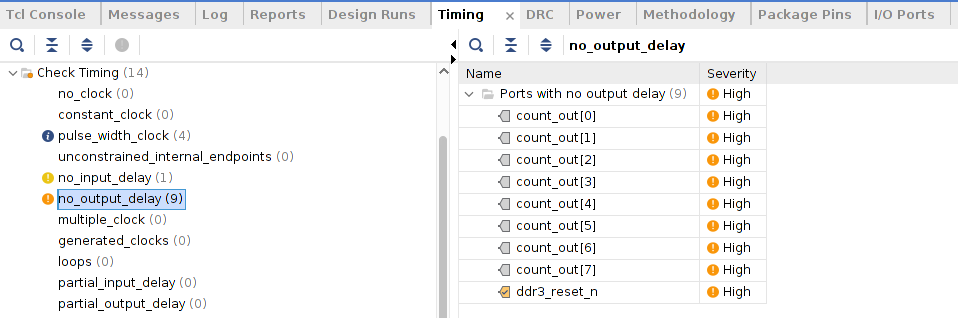 Tcl Console Messages Log Reports Design Runs Timing × DRC Power Methodology Package Pins I/O Ports
Check Timing (14)
no_clock (0)
constant_clock (0)
pulse_width_clock (4)
unconstrained_internal_endpoints (0)
no_input_delay (1)
no_output_delay (9)
multiple_clock (0)
generated_clocks (0)
loops (0)
partial_input_delay (0)
partial_output_delay (0)
no_output_delay
Name Severity
Ports with no output delay (9) High
count_out[0] High
count_out[1] High
count_out[2] High
count_out[3] High
count_out[4] High
count_out[5] High
count_out[6] High
count_out[7] High
ddr3_reset_n High